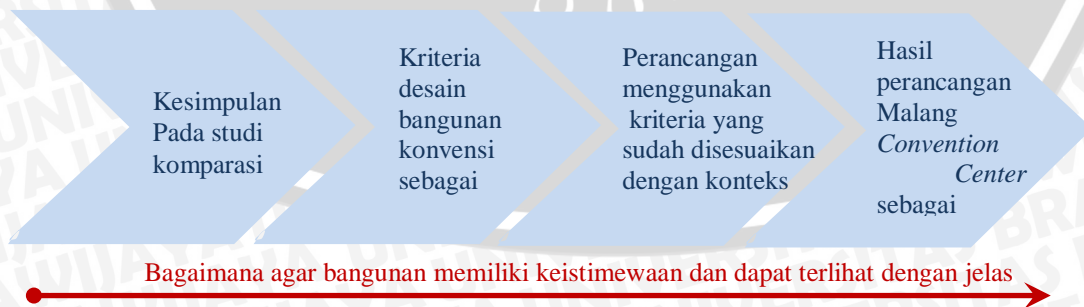 Kesimpulan
Pada studi
komparasi
Kriteria
desain
bangunan
konvensi
sebagai
Perancangan
menggunakan
kriteria yang
sudah disesuaikan
dengan konteks
Hasil
perancangan
Malang
Convention
Center
sebagai
Bagaimana agar bangunan memiliki keistimewaan dan dapat terlihat dengan jelas